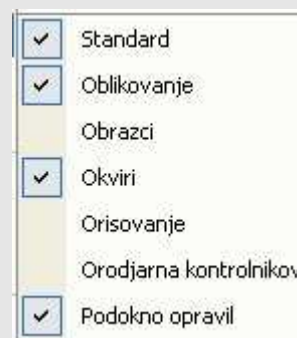 Standard
Oblikovanje
Obrazci
Okviri
Orisovanje
Orodjarna kontrolnikov
Podokno opravil